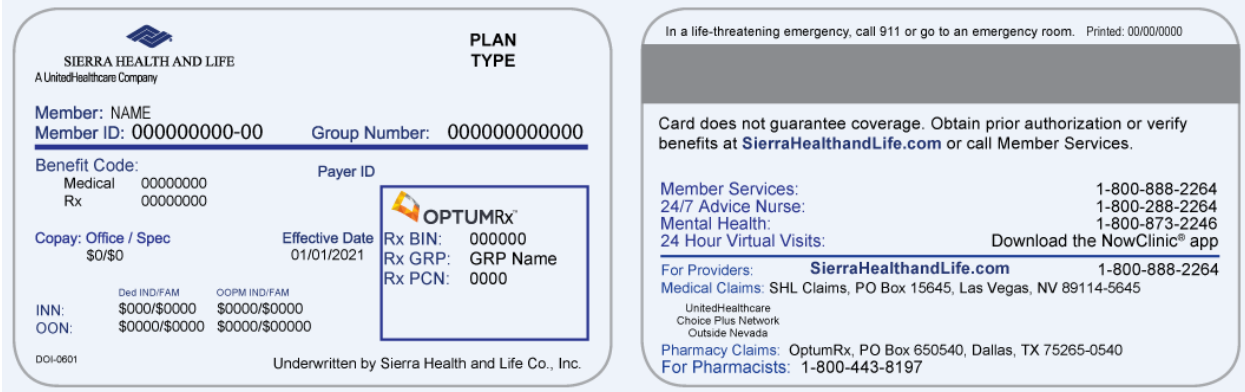 SIERRA HEALTH AND LIFE
A UnitedHealthcare Company
PLAN
TYPE
Member: NAME
Member ID: 000000000-00 Group Number: 000000000000
Benefit Code: Payer ID
Medical 00000000
Rx 00000000
OPTUMRx™
Copay: Office / Spec Effective Date Rx BIN: 000000
$0/$0 01/01/2021 Rx GRP: GRP Name
Rx PCN: 0000
Ded IND/FAM OOPM IND/FAM
INN: $000/$0000 $0000/$0000
OON: $0000/$0000 $0000/$00000
DOI-0601 Underwritten by Sierra Health and Life Co., Inc.
In a life-threatening emergency, call 911 or go to an emergency room. Printed: 00/00/0000
Card does not guarantee coverage. Obtain prior authorization or verify
benefits at SierraHealthandLife.com or call Member Services.
Member Services: 1-800-888-2264
24/7 Advice Nurse: 1-800-288-2264
Mental Health: 1-800-873-2246
24 Hour Virtual Visits: Download the NowClinic® app
For Providers: SierraHealthandLife.com 1-800-888-2264
Medical Claims: SHL Claims, PO Box 15645, Las Vegas, NV 89114-5645
UnitedHealthcare
Choice Plus Network
Outside Nevada
Pharmacy Claims: OptumRx, PO Box 650540, Dallas, TX 75265-0540
For Pharmacists: 1-800-443-8197